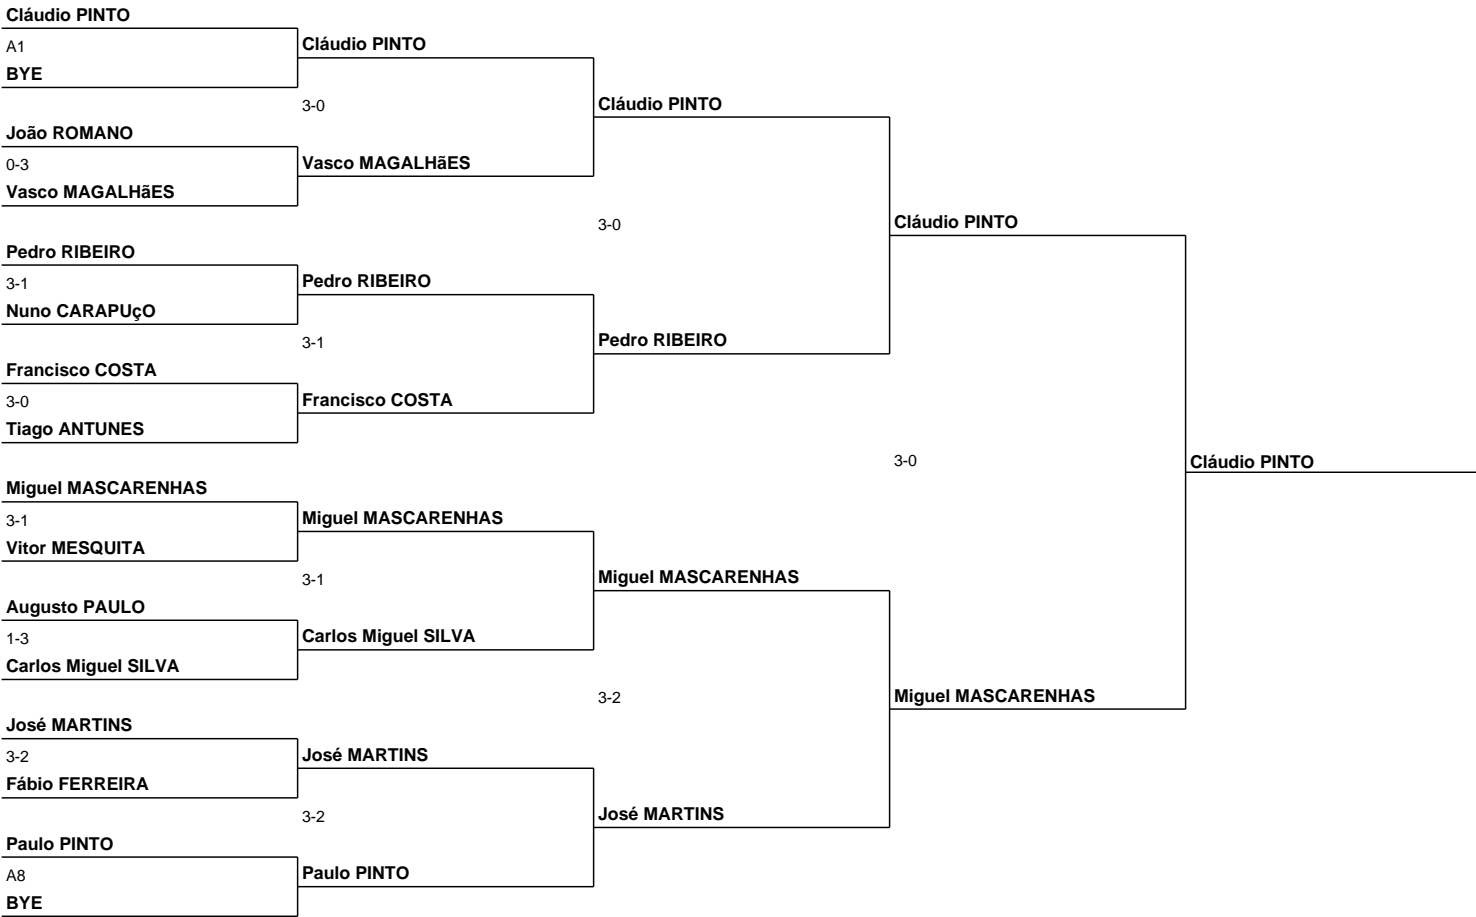 Cláudio PINTO
A1
BYE
Cláudio PINTO
3-0
João ROMANO
0-3
Vasco MAGALHãES
Vasco MAGALHãES
Cláudio PINTO
3-0
Pedro RIBEIRO
3-1
Nuno CARAPUçO
Pedro RIBEIRO
3-1
Francisco COSTA
3-0
Tiago ANTUNES
Francisco COSTA
Pedro RIBEIRO
Cláudio PINTO
3-0
Cláudio PINTO
Miguel MASCARENHAS
3-1
Vitor MESQUITA
Miguel MASCARENHAS
3-1
Augusto PAULO
1-3
Carlos Miguel SILVA
Carlos Miguel SILVA
Miguel MASCARENHAS
3-2
Miguel MASCARENHAS
José MARTINS
3-2
Fábio FERREIRA
José MARTINS
3-2
Paulo PINTO
A8
BYE
Paulo PINTO
José MARTINS